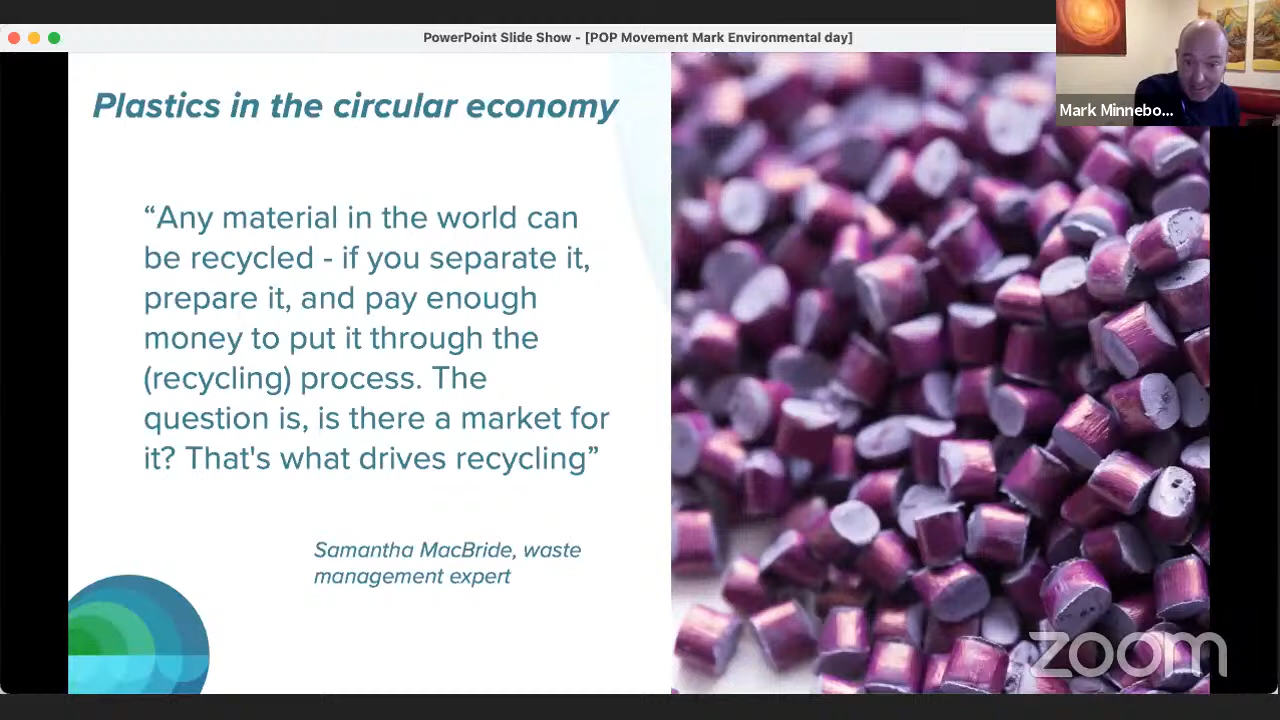 PowerPoint Slide Show - [POP Movement Mark Environmental day]
Mark Minnebo...
Plastics in the circular economy
“Any material in the world can
be recycled - if you separate it,
prepare it, and pay enough
money to put it through the
(recycling) process. The
question is, is there a market for
it? That's what drives recycling”
Samantha MacBride, waste
management expert
zoom